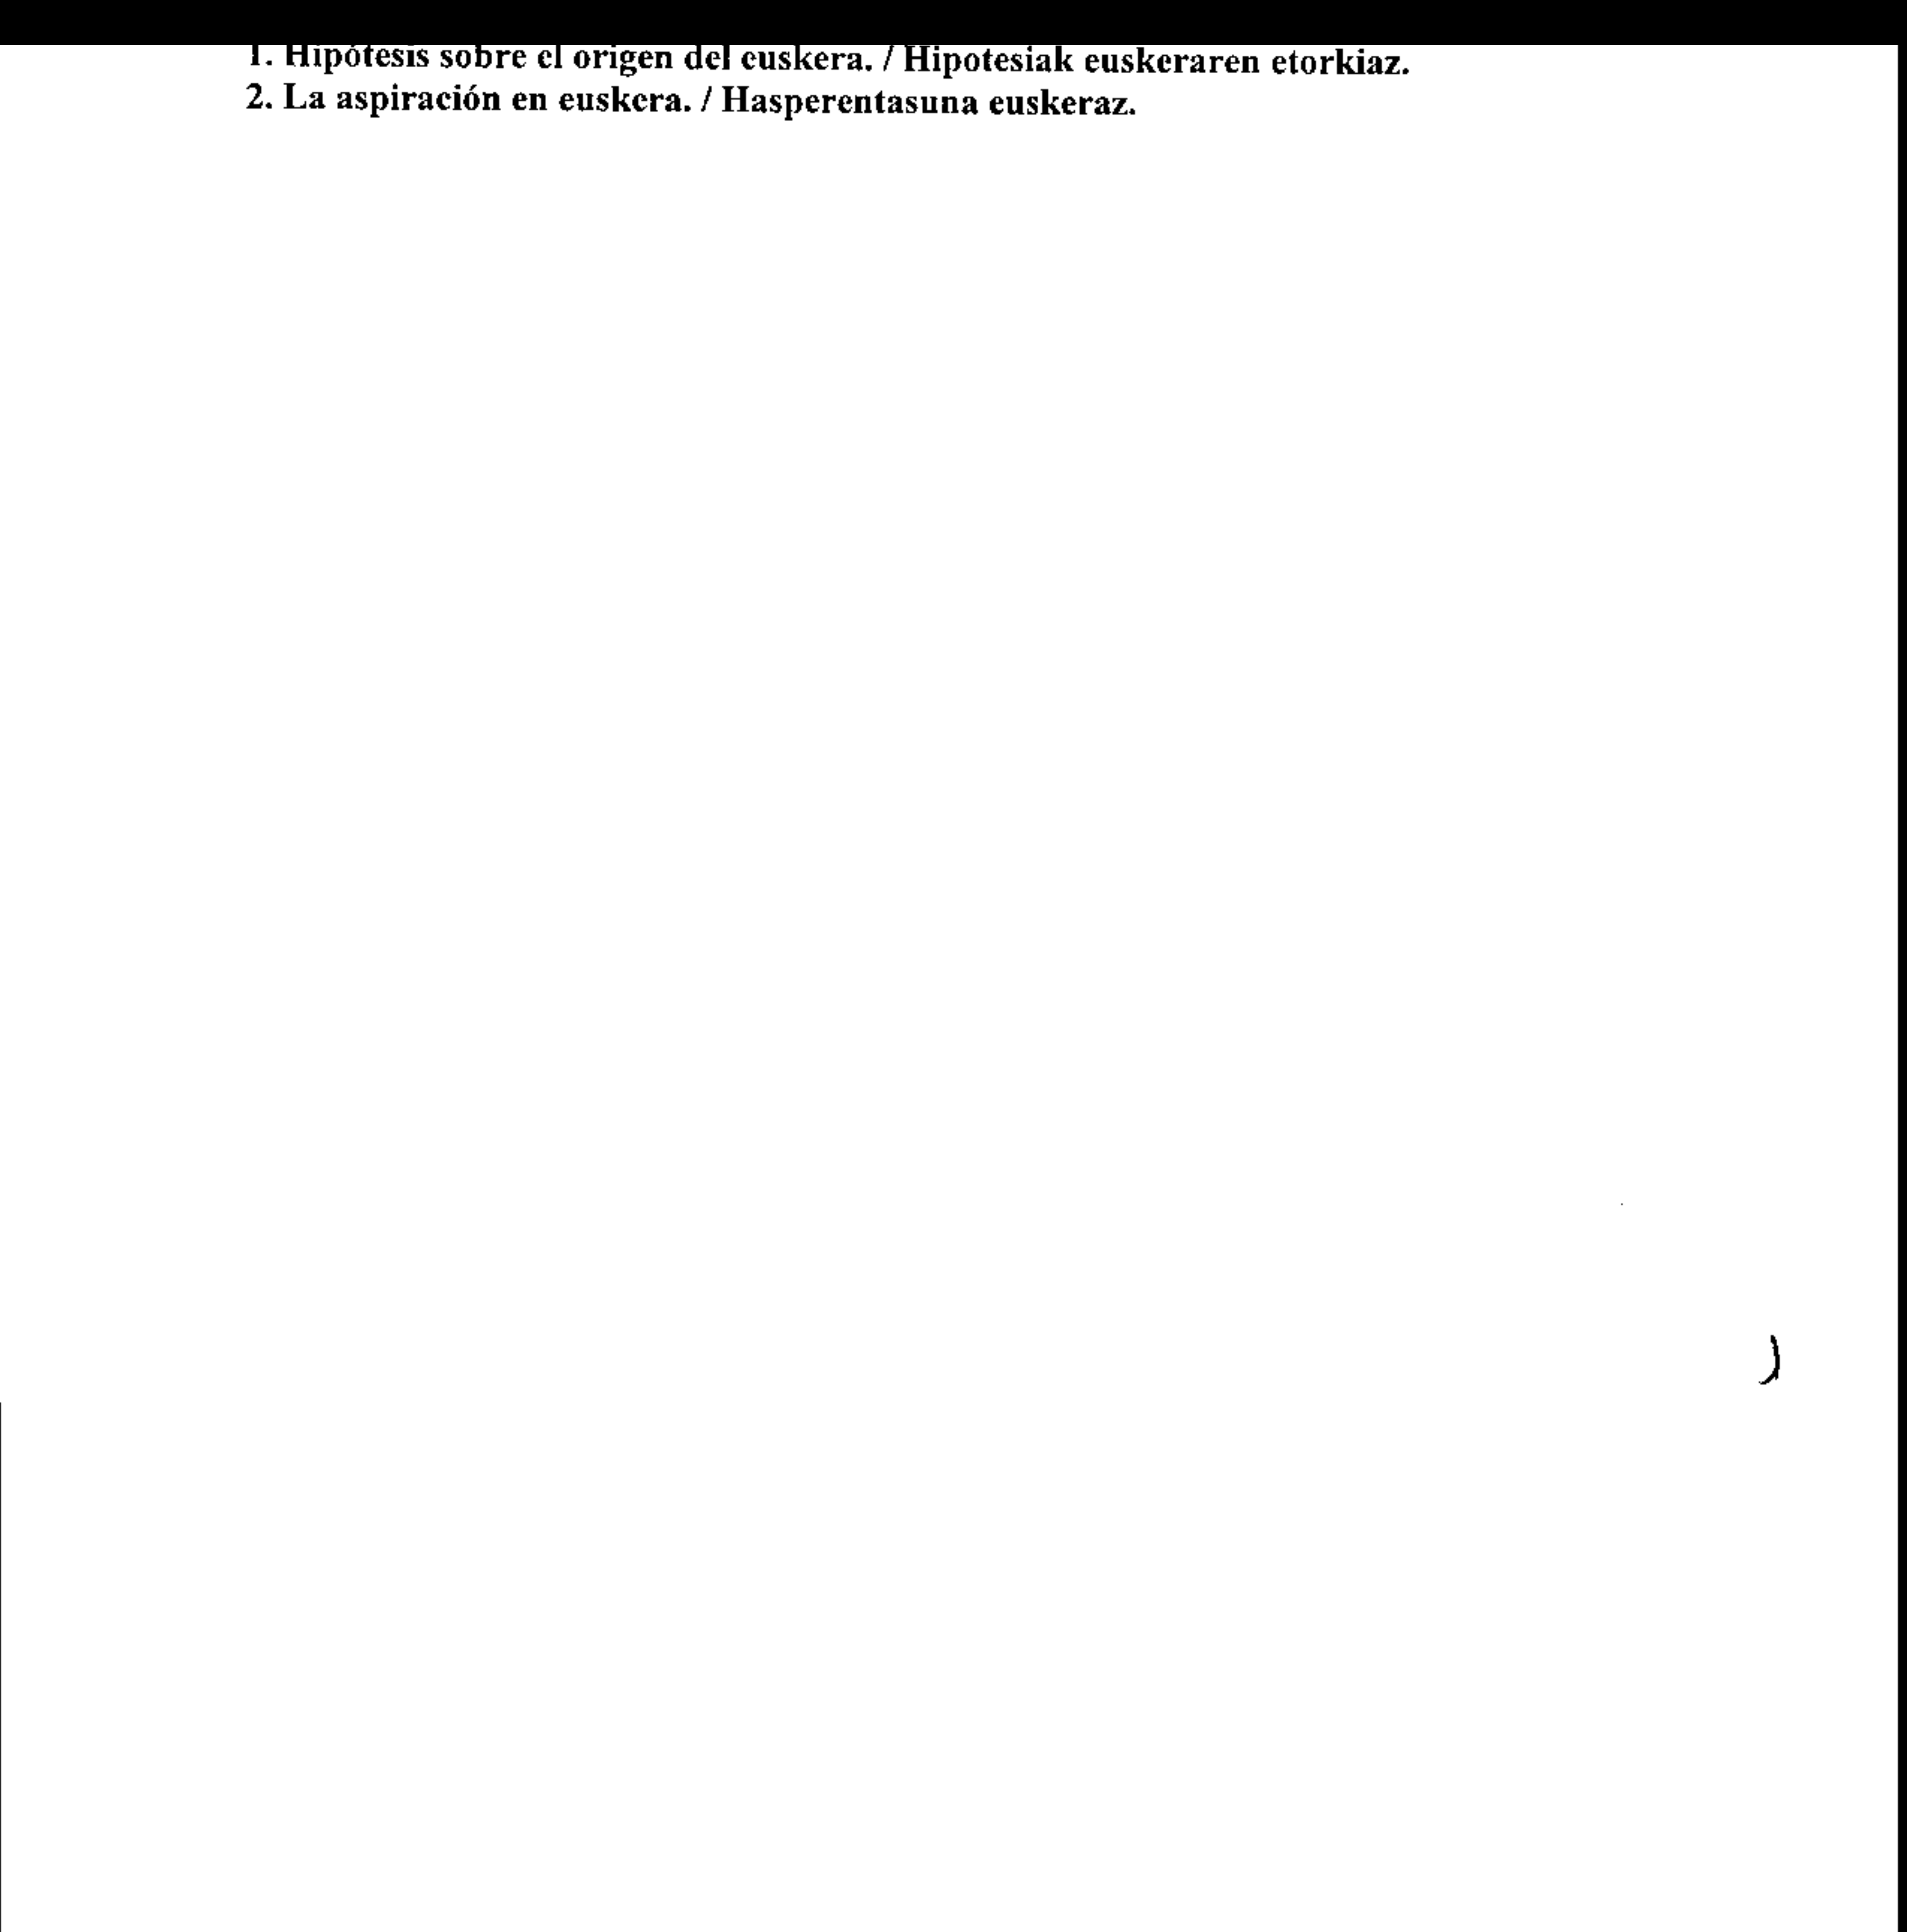 1. Hipótesis sobre el origen del euskera. / Hipotesiak euskeraren etorkiaz.
2. La aspiración en euskera. / Hasperentasuna euskeraz.